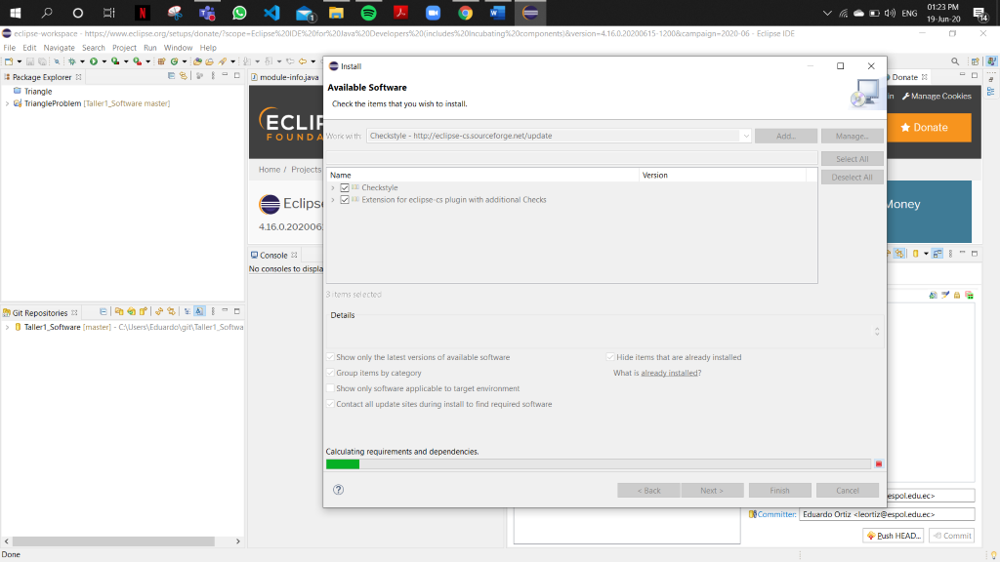 01:23 PM
ENG
19-Jun-20
1
14
eclipse-workspace - https://www.eclipse.org/setups/donate/?scope=Eclipse%20IDE%20for%20Java%20Developers%20(includes%20Incubating%20components)&version=4.16.0.20200615-1200&campaign=2020-06 - Eclipse IDE
File Edit Navigate Search Project Run Window Help
Package Explorer
Triangle
TriangleProblem [Taller1_Software master]
module-info.java
Donate
Manage Cookies
ECLI
FOUNDA
Donate
Home / Projects
Eclipse
Money
4.16.0.202006
Console
No consoles to displa
Git Repositories
Taller1_Software [master] - C:\Users\Eduardo\git\Taller1_Softwa
Install
Available Software
Check the items that you wish to install.
Work with: Checkstyle - http://eclipse-cs.sourceforge.net/update
Add...
Manage...
Select All
Deselect All
Name Version
Checkstyle
Extension for eclipse-cs plugin with additional Checks
3 items selected
Details
Show only the latest versions of available software
Hide items that are already installed
Group items by category
What is already installed?
Show only software applicable to target environment
Contact all update sites during install to find required software
Calculating requirements and dependencies.
< Back Next > Finish Cancel
espol.edu.ec>
Committer: Eduardo Ortiz <leortiz@espol.edu.ec>
Push HEAD... Commit
Done